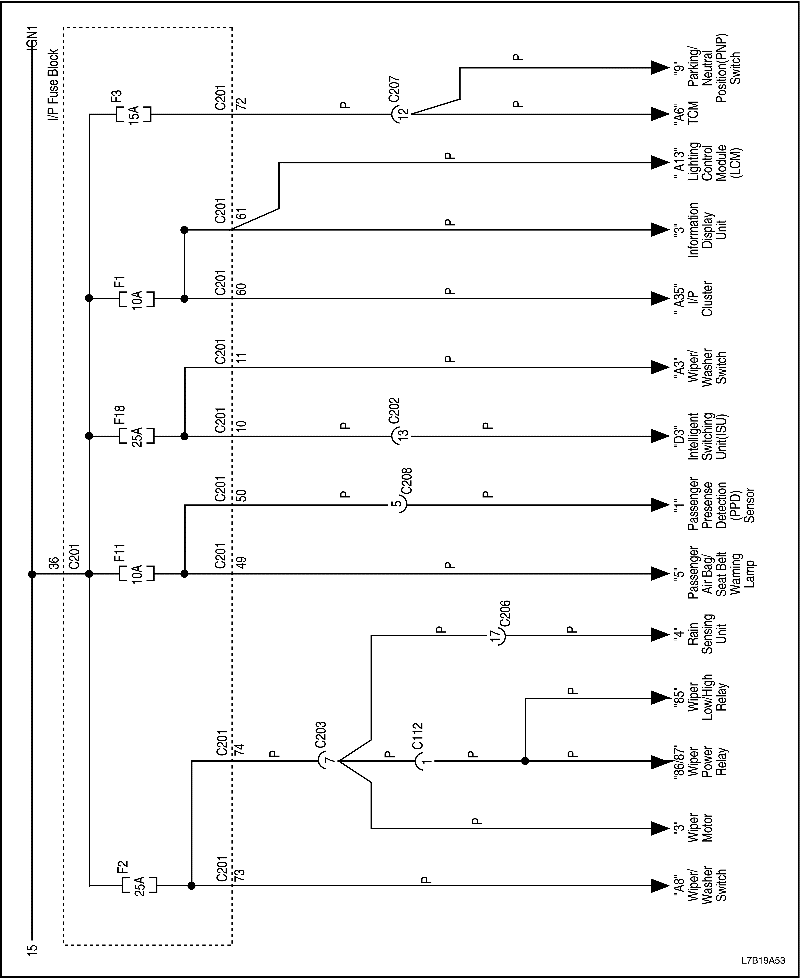 IGN1
15
I/P Fuse Block
F3
15A
C201
72
P
C207
12
P
"9"
Parking/
Neutral
Position(PNP)
Switch
P
"A6"
TCM
P
"A13"
Lighting
Control
Module
(LCM)
C201
61
P
"3"
Information
Display
Unit
F1
10A
C201
60
P
"A35"
I/P
Cluster
C201
11
P
"A3"
Wiper/
Washer
Switch
F18
25A
C201
10
P
C202
13
P
"D3"
Intelligent
Switching
Unit(ISU)
C201
50
P
C208
5
P
"1"
Passenger
Presense
Detection
(PPD)
Sensor
36
C201
F11
10A
C201
49
P
"5"
Passenger
Air Bag/
Seat Belt
Warning
Lamp
P
C206
17
P
"4"
Rain
Sensing
Unit
P
"85"
Wiper
Low/High
Relay
C201
74
P
C203
7
P
C112
1
P
"86/87"
Wiper
Power
Relay
P
"3"
Wiper
Motor
F2
25A
C201
73
P
"A8"
Wiper/
Washer
Switch
L7B19A53